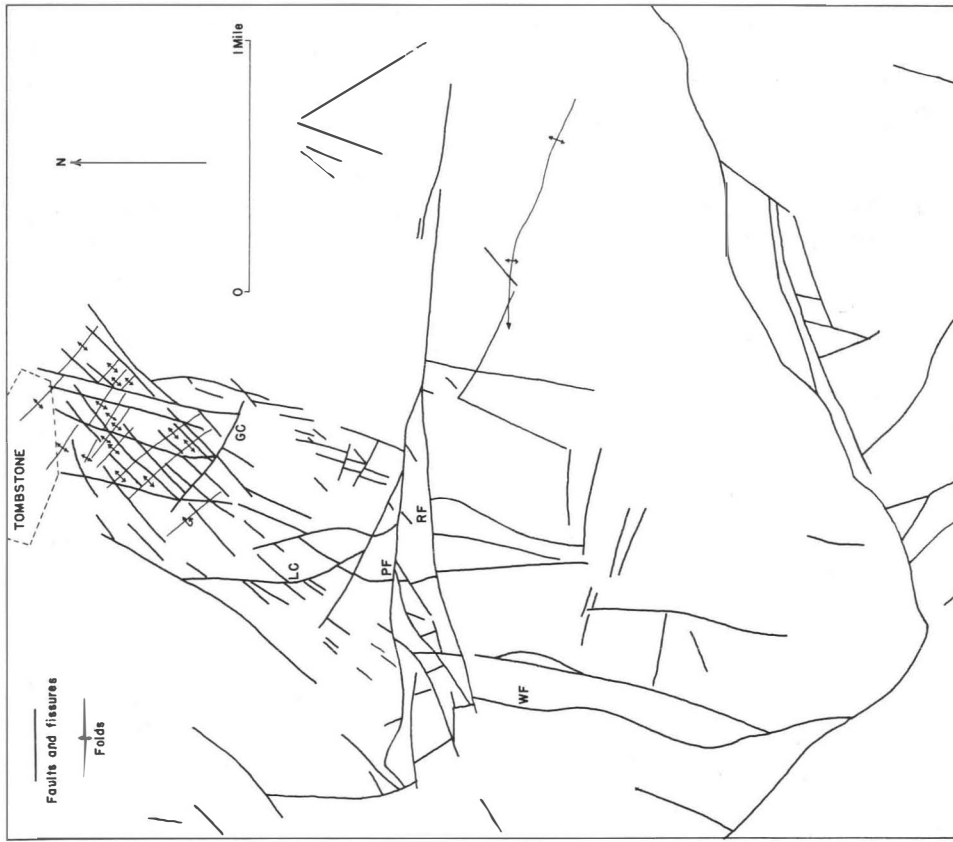 TOMBSTONE
N
0
1 Mile
GC
LC
PF
RF
WF
Faults and fissures
Folds